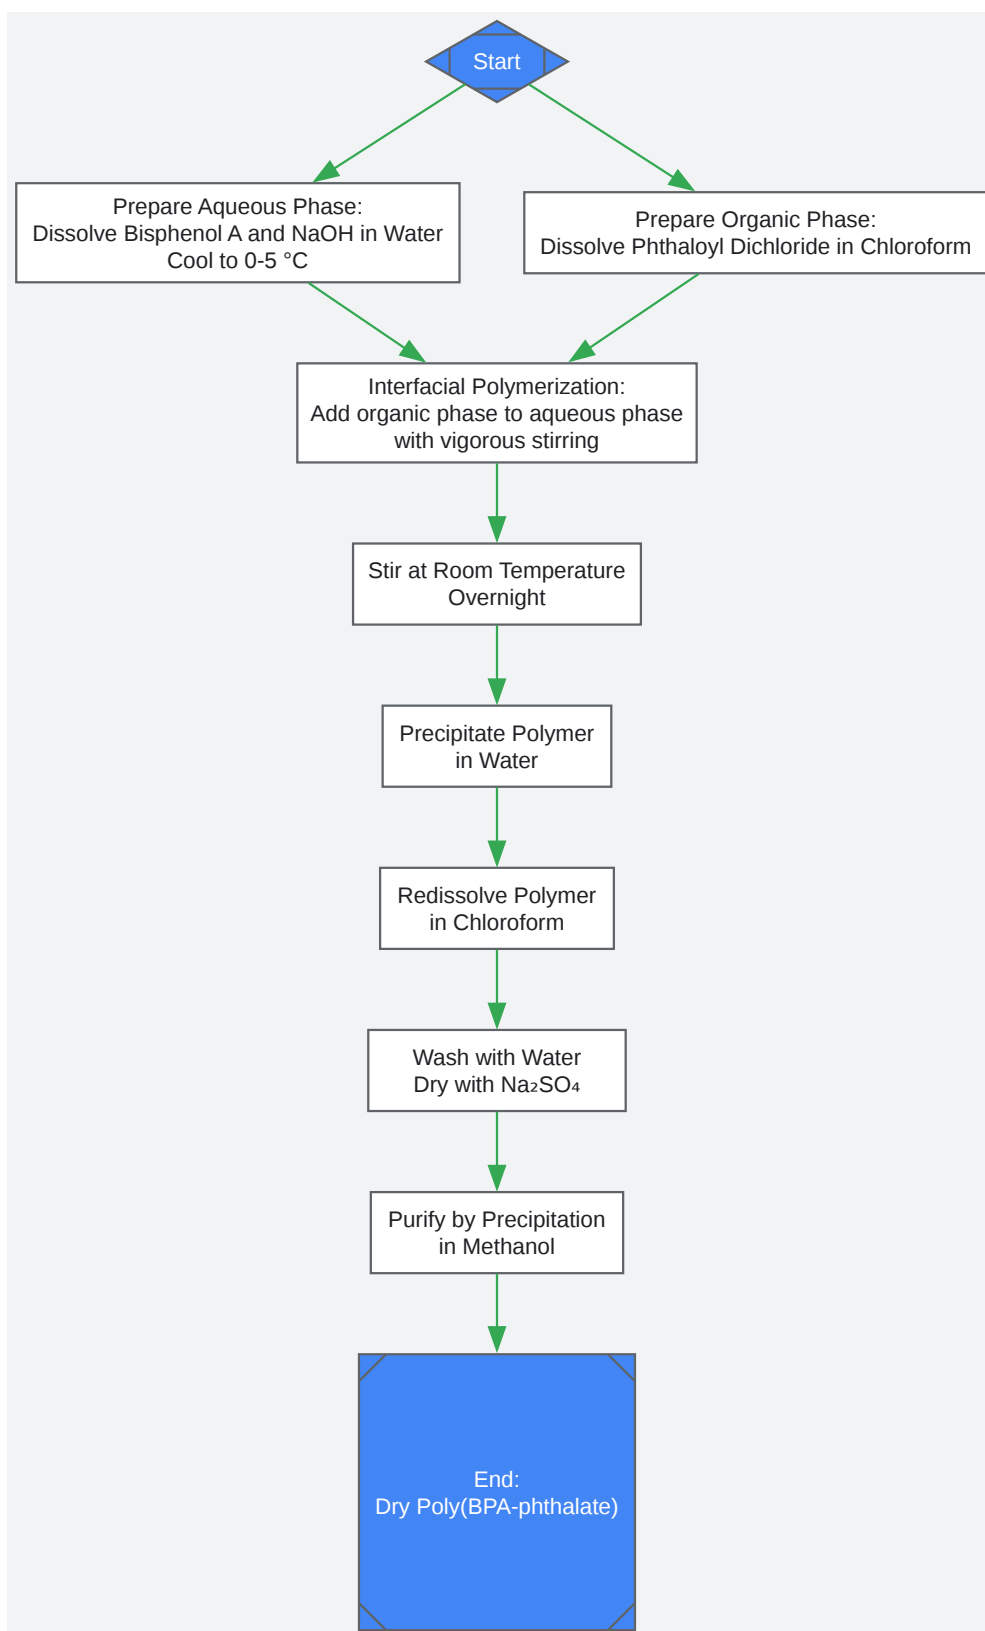 Start
Prepare Aqueous Phase:
Dissolve Bisphenol A and NaOH in Water
Cool to 0-5 °C
Prepare Organic Phase:
Dissolve Phthaloyl Dichloride in Chloroform
Interfacial Polymerization:
Add organic phase to aqueous phase
with vigorous stirring
Stir at Room Temperature
Overnight
Precipitate Polymer
in Water
Redissolve Polymer
in Chloroform
Wash with Water
Dry with Na₂SO₄
Purify by Precipitation
in Methanol
End:
Dry Poly(BPA-phthalate)